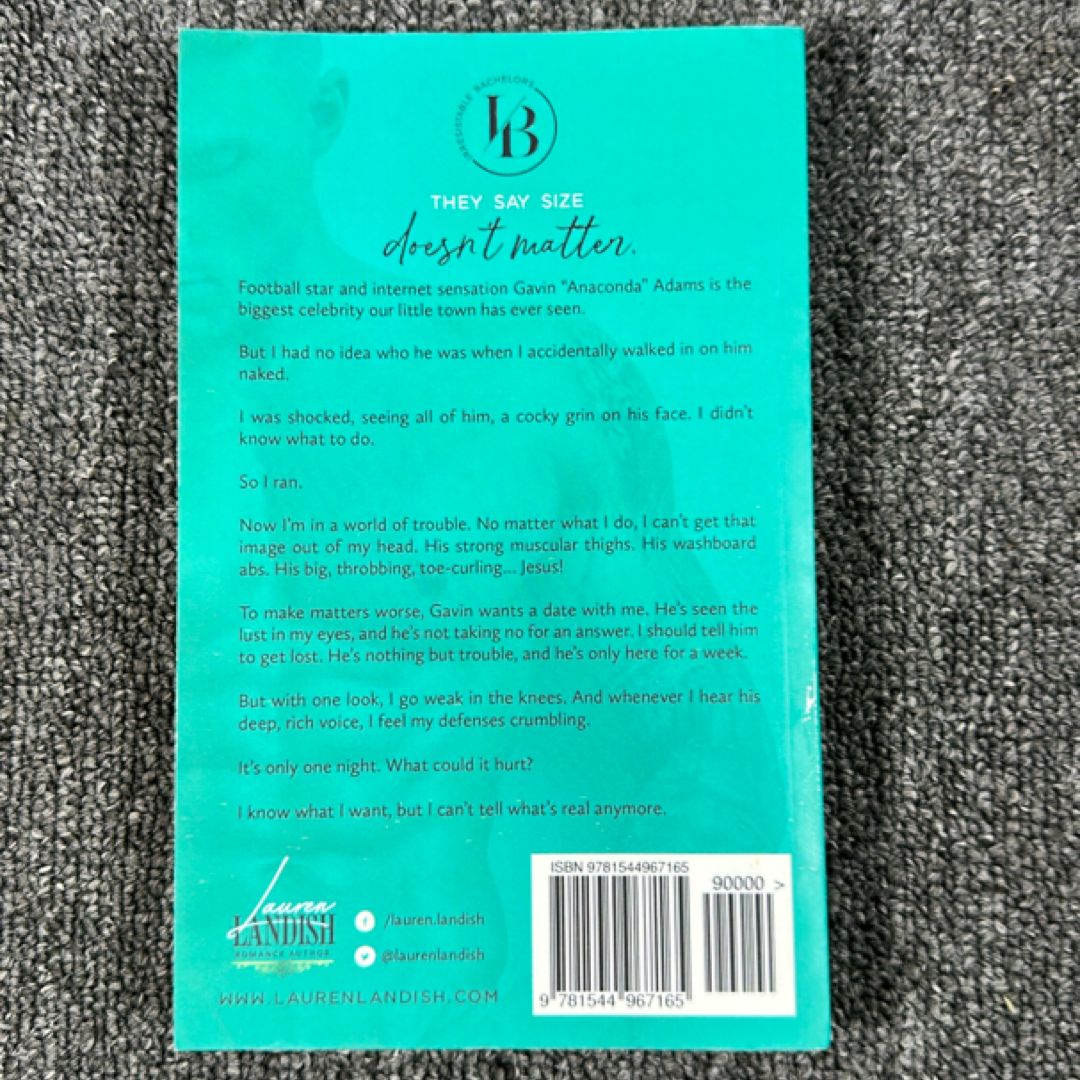 IRRESISTABLE BACHELORS
IB
THEY SAY SIZE
doesn't matter.
Football star and internet sensation Gavin "Anaconda" Adams is the
biggest celebrity our little town has ever seen.
But I had no idea who he was when I accidentally walked in on him
naked.
I was shocked, seeing all of him, a cocky grin on his face. I didn't
know what to do.
So I ran.
Now I'm in a world of trouble. No matter what I do, I can't get that
image out of my head. His strong muscular thighs. His washboard
abs. His big, throbbing, toe-curling.... Jesus!
To make matters worse, Gavin wants a date with me. He's seen the
lust in my eyes, and he's not taking no for an answer. I should tell him
to get lost. He's nothing but trouble, and he's only here for a week.
But with one look, I go weak in the knees. And whenever I hear his
deep, rich voice, I feel my defenses crumbling.
It's only one night. What could it hurt?
I know what I want, but I can't tell what's real anymore.
Lauren
LANDISH
ROMANCE AUTHOR
/lauren.landish
@laurenlandish
WWW.LAURENLANDISH.COM
ISBN 9781544967165
90000 >
9 781544 967165